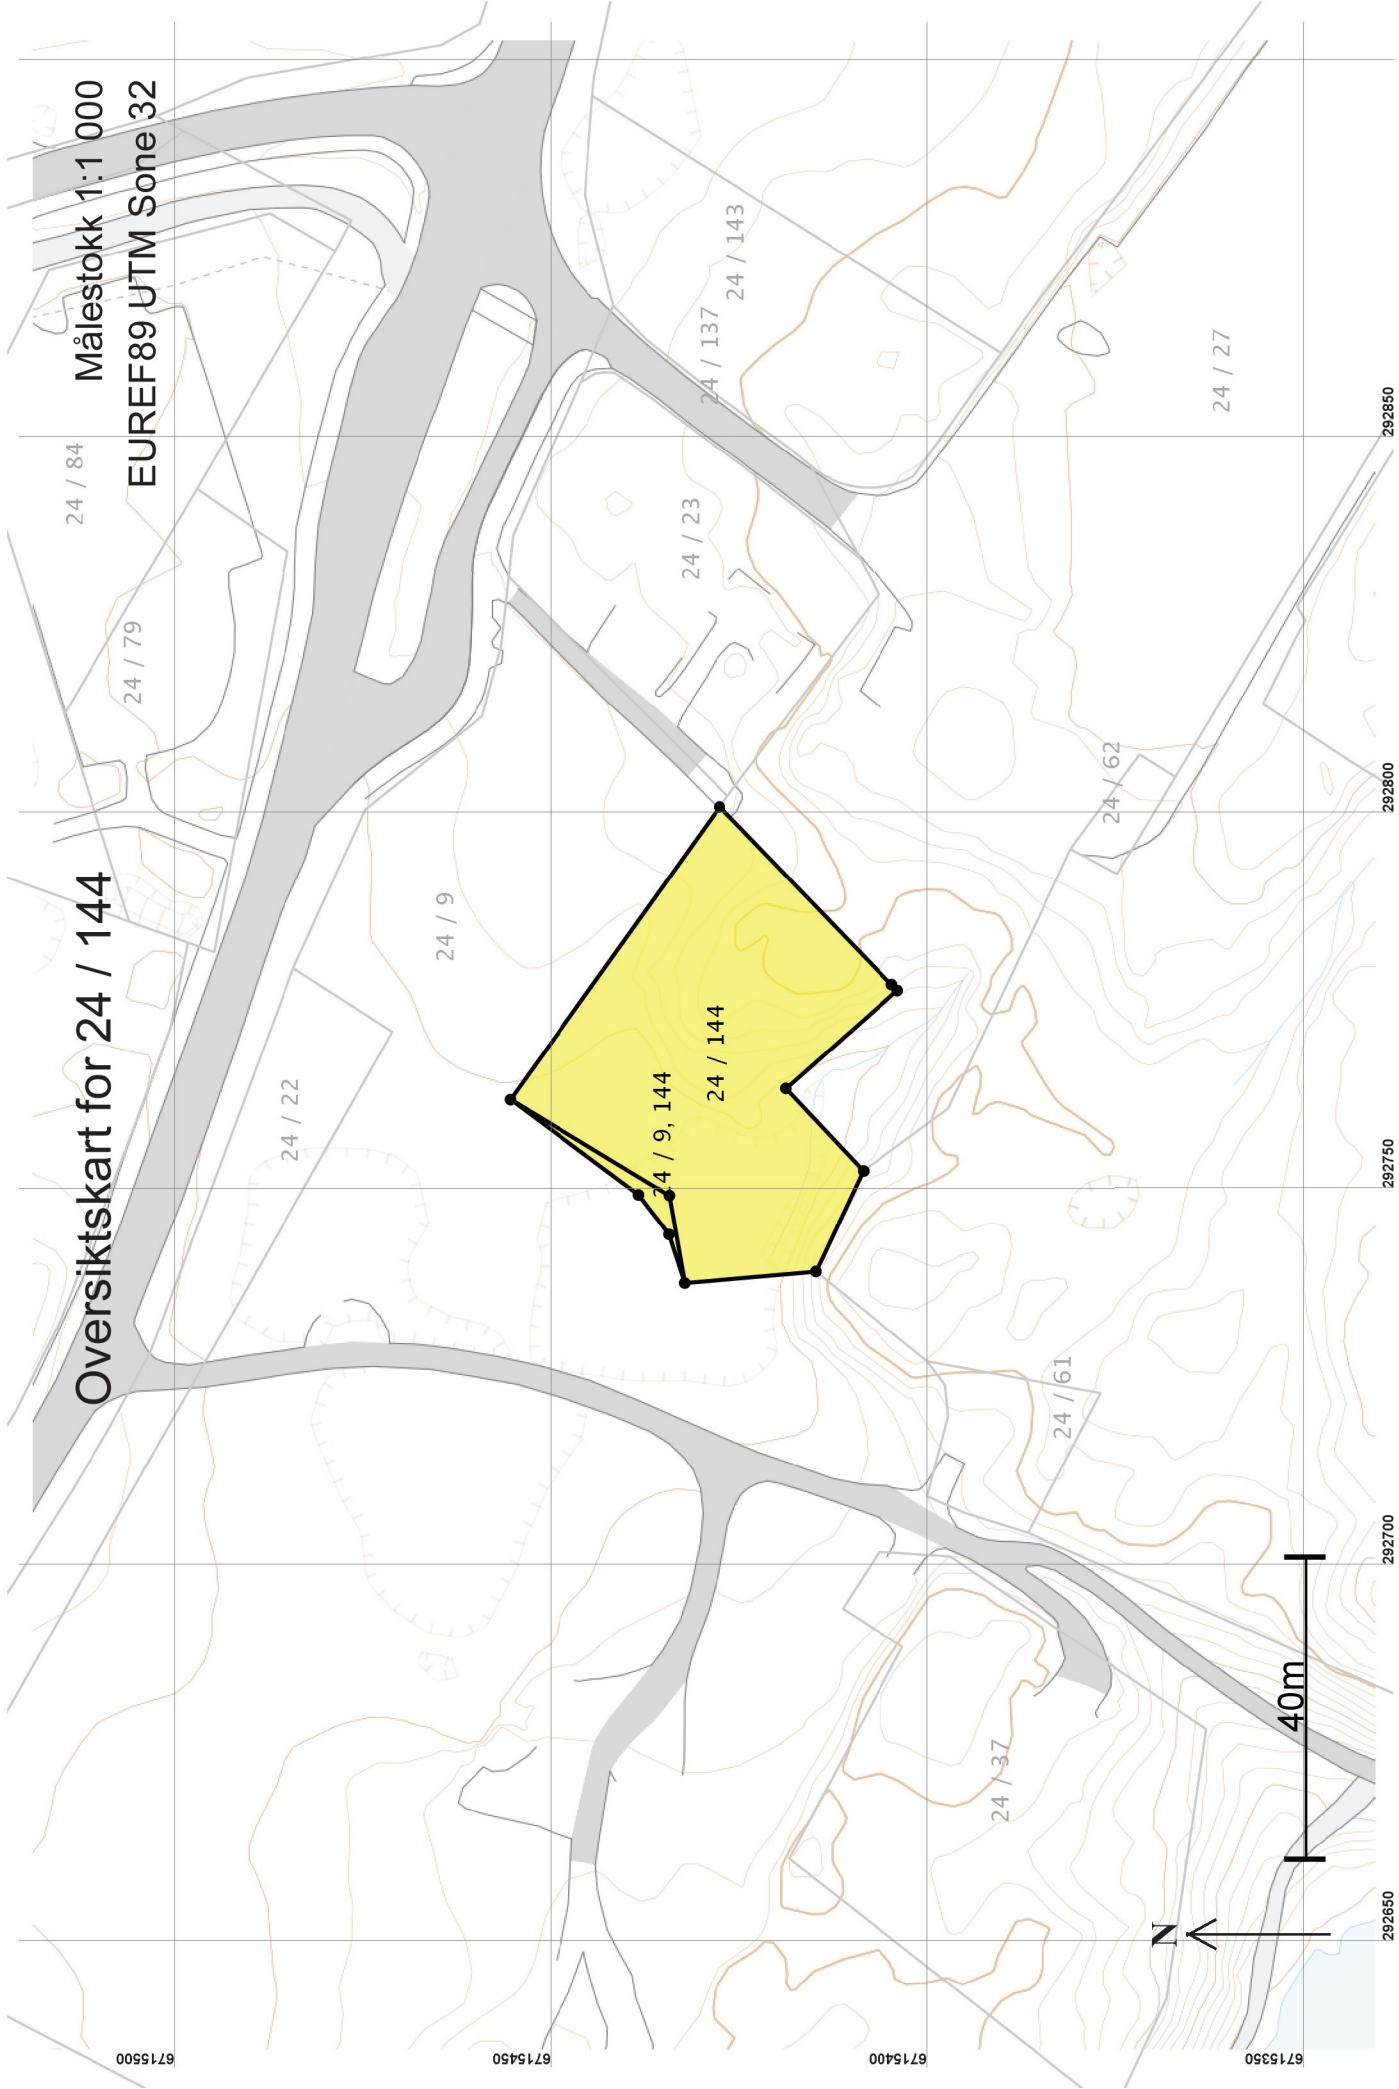 Oversiktskart for 24 / 144
Målestokk 1:1 000
EUREF89 UTM Sone 32
24 / 84
24 / 79
24 / 22
24 / 9
24 / 9, 144
24 / 144
24 / 23
24 / 137
24 / 143
24 / 37
24 / 61
24 / 62
24 / 27
N
40m
6715500
6715450
6715400
6715350
292650
292700
292750
292800
292850